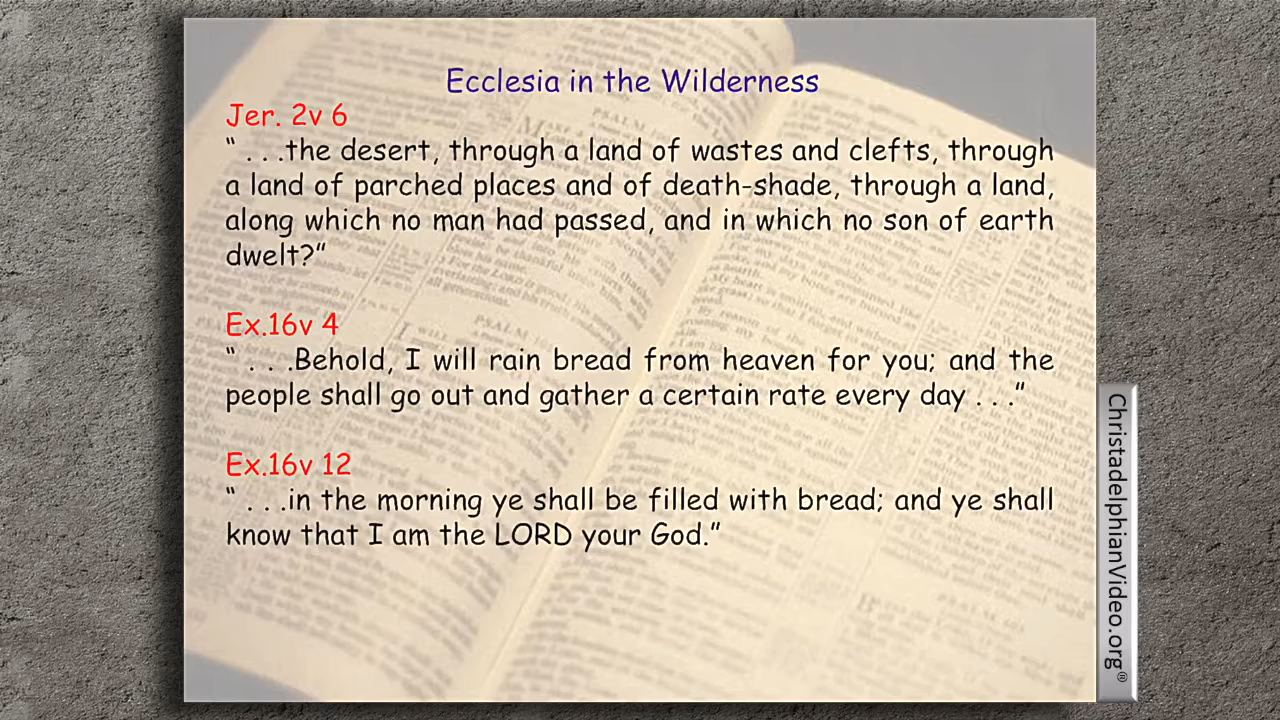 Ecclesia in the Wilderness
Jer. 2v 6
“ . . .the desert, through a land of wastes and clefts, through
a land of parched places and of death-shade, through a land,
along which no man had passed, and in which no son of earth
dwelt?”
Ex.16v 4
“ . . .Behold, I will rain bread from heaven for you; and the
people shall go out and gather a certain rate every day . . .”
Ex.16v 12
“ . . .in the morning ye shall be filled with bread; and ye shall
know that I am the LORD your God.”
ChristadelphianVideo.org®